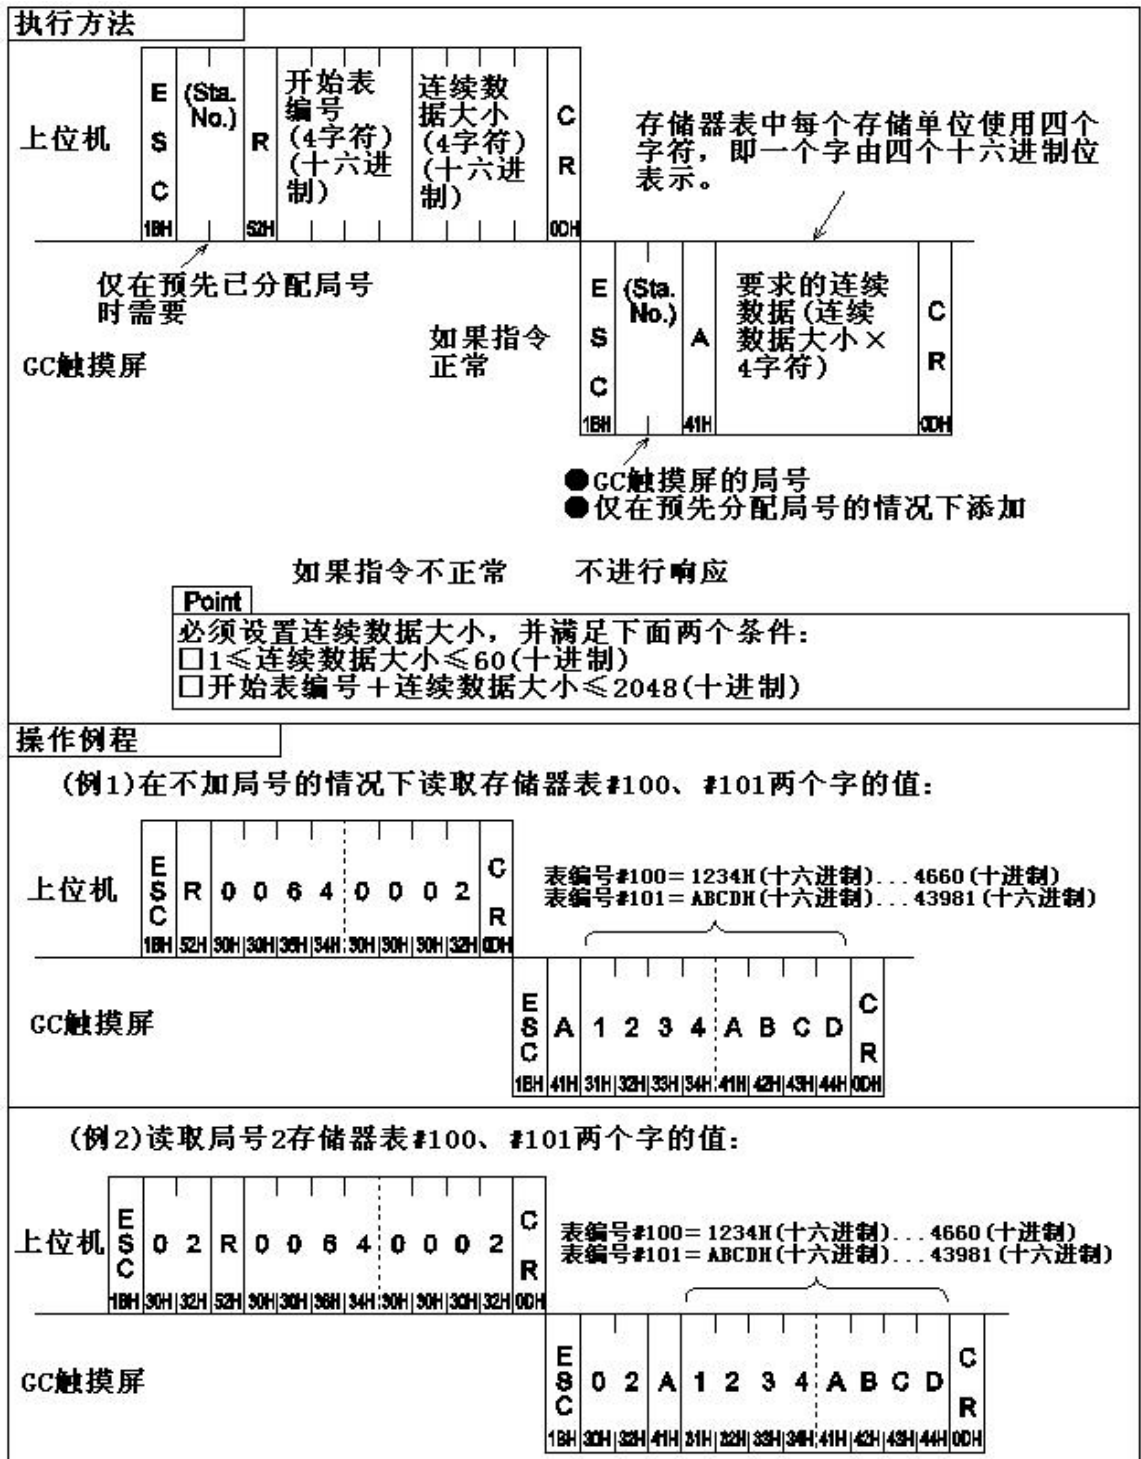 执行方法
上位机
E S C
1BH
(Sta. No.)
R
52H
开始表
编号
(4字符)
(十六进
制)
连续数
据大小
(4字符)
(十六进
制)
C R
0DH
存储器表中每个存储单位使用四个
字符，即一个字由四个十六进制位
表示。
仅在预先已分配局号
时需要
GC触摸屏
如果指令
正常
E S C
1BH
(Sta. No.)
A
41H
要求的连续
数据(连续
数据大小×
4字符)
C R
0DH
●GC触摸屏的局号
●仅在预先分配局号的情况下添加
如果指令不正常 不进行响应
Point
必须设置连续数据大小，并满足下面两个条件：
□1≤连续数据大小≤60(十进制)
□开始表编号＋连续数据大小≤2048(十进制)
操作例程
(例1)在不加局号的情况下读取存储器表#100、#101两个字的值：
上位机
ESC R 0 0 6 4 0 0 0 2 CR
1BH 52H 30H 30H 36H 34H 30H 30H 30H 32H 0DH
表编号#100＝1234H(十六进制)...4660(十进制)
表编号#101＝ABCDH(十六进制)...43981(十六进制)
GC触摸屏
ESC A 1 2 3 4 A B C D CR
1BH 41H 31H 32H 33H 34H 41H 42H 43H 44H 0DH
(例2)读取局号2存储器表#100、#101两个字的值：
上位机
ESC 0 2 R 0 0 6 4 0 0 0 2 CR
1BH 30H 32H 52H 30H 30H 36H 34H 30H 30H 30H 32H 0DH
表编号#100＝1234H(十六进制)...4660(十进制)
表编号#101＝ABCDH(十六进制)...43981(十六进制)
GC触摸屏
ESC 0 2 A 1 2 3 4 A B C D CR
1BH 30H 32H 41H 31H 32H 33H 34H 41H 42H 43H 44H 0DH